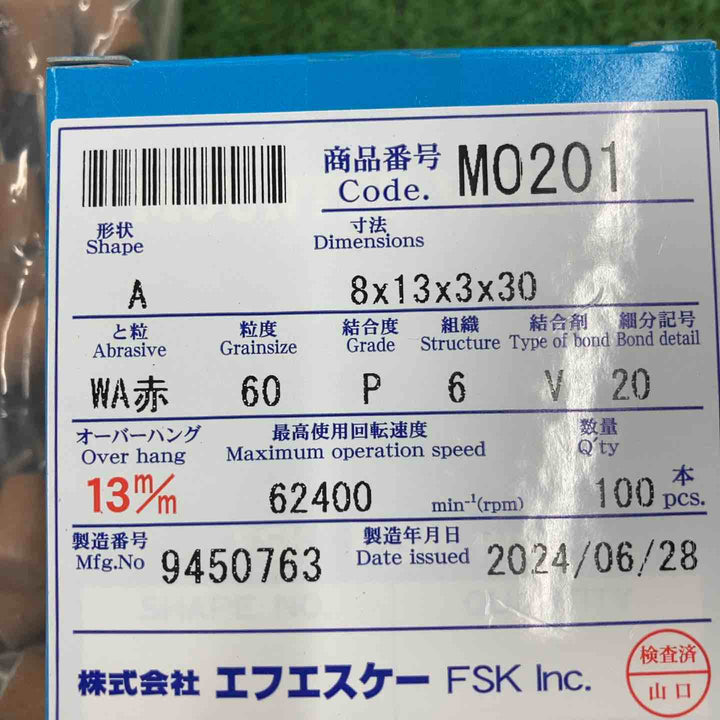 商品番号 M0201
Code.
形状 寸法
Shape Dimensions
A 8x13x3x30
と粒 粒度 結合度 組織 結合剤 細分記号
Abrasive Grainsize Grade Structure Type of bond Bond detail
WA赤 60 P 6 V 20
オーバーハング 最高使用回転速度 数量
Over hang Maximum operation speed Q'ty
13m/m 62400 min⁻¹(rpm) 100 本 pcs.
製造番号 製造年月日
Mfg.No 9450763 Date issued 2024/06/28
株式会社 エフエスケー FSK Inc.
検査済
山口